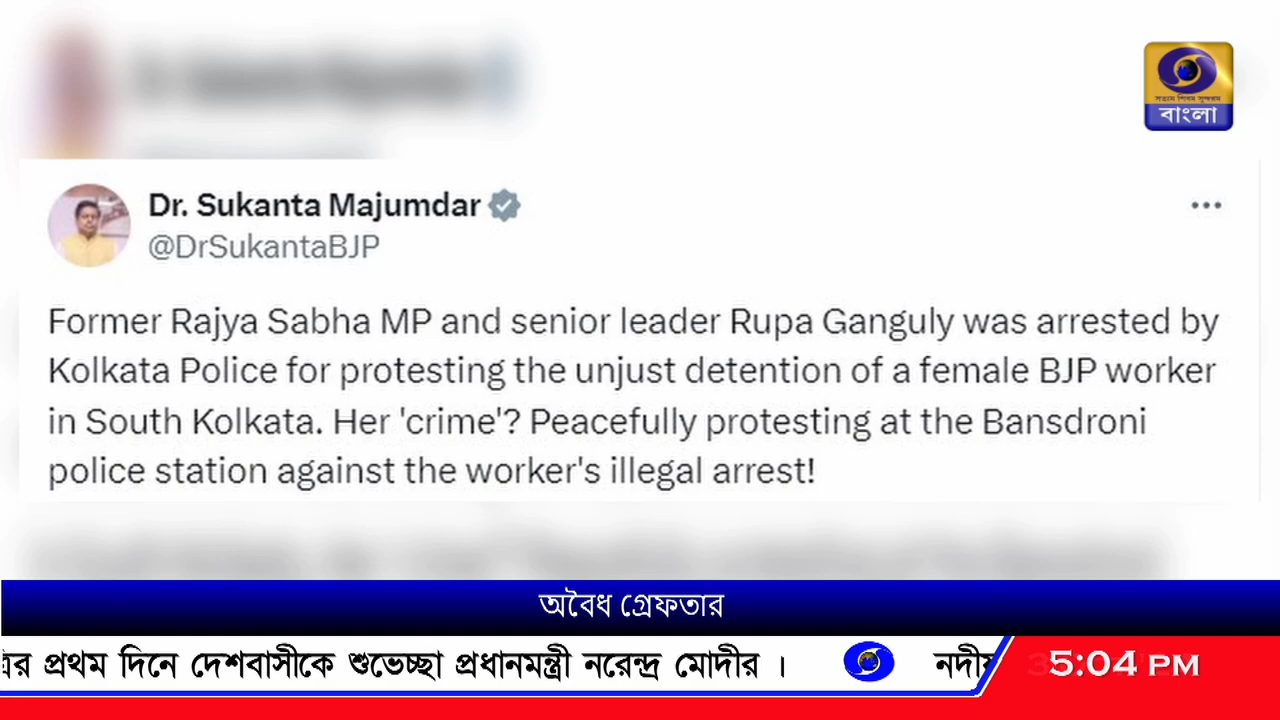 সত্যম শিবম সুন্দরম
বাংলা
Dr. Sukanta Majumdar
@DrSukantaBJP
Former Rajya Sabha MP and senior leader Rupa Ganguly was arrested by
Kolkata Police for protesting the unjust detention of a female BJP worker
in South Kolkata. Her 'crime'? Peacefully protesting at the Bansdroni
police station against the worker's illegal arrest!
অবৈধ গ্রেফতার
প্রথম দিনে দেশবাসীকে শুভেচ্ছা প্রধানমন্ত্রী নরেন্দ্র মোদীর ।
5:04 PM